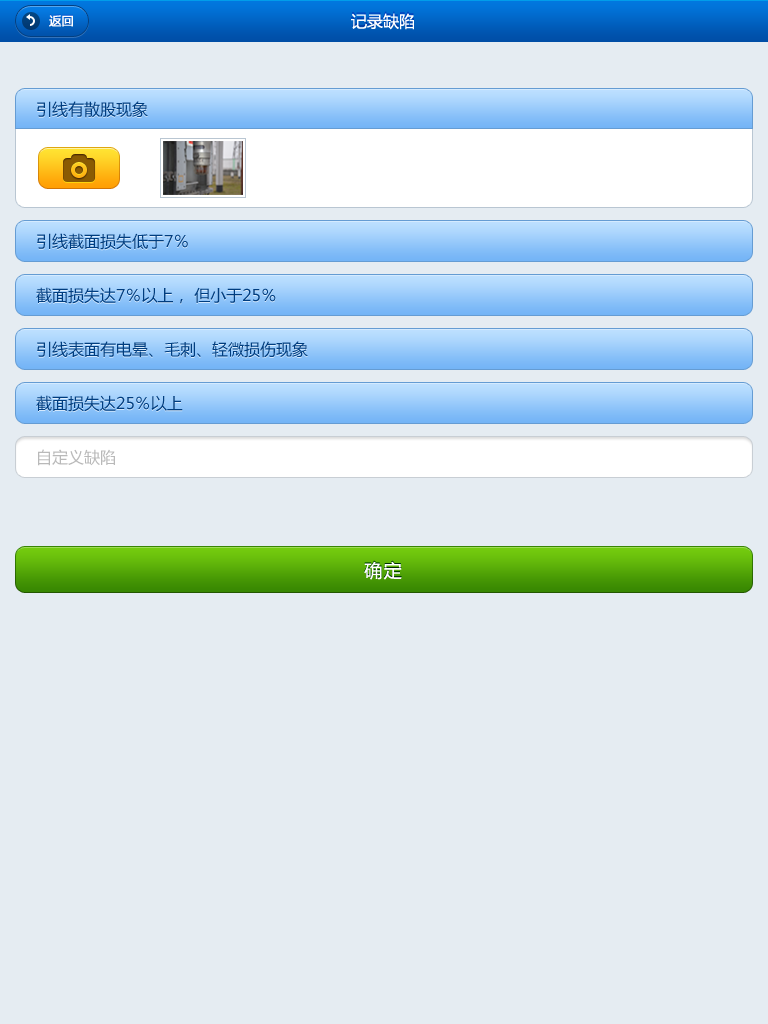 返回
记录缺陷
引线有散股现象
引线截面损失低于7%
截面损失达7%以上，但小于25%
引线表面有电晕、毛刺、轻微损伤现象
截面损失达25%以上
自定义缺陷
确定